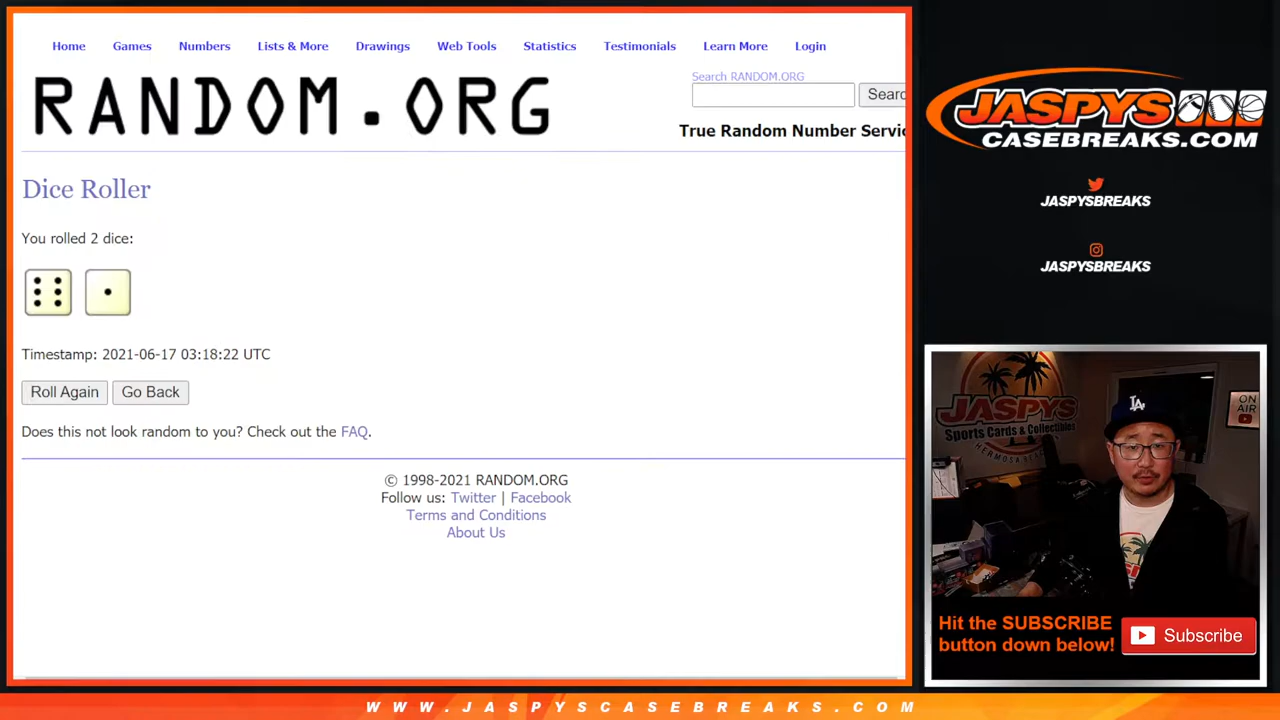 Home Games Numbers Lists & More Drawings Web Tools Statistics Testimonials Learn More Login
RANDOM.ORG
Search RANDOM.ORG
Searc
True Random Number Servic
Dice Roller
You rolled 2 dice:
Timestamp: 2021-06-17 03:18:22 UTC
Roll Again Go Back
Does this not look random to you? Check out the FAQ.
© 1998-2021 RANDOM.ORG
Follow us: Twitter | Facebook
Terms and Conditions
About Us
JASPYS
CASEBREAKS.COM
JASPYSBREAKS
JASPYSBREAKS
JASPYS
Sports Cards & Collectibles
HERMOSA BEACH
LA
ON
AIR
Hit the SUBSCRIBE
button down below!
Subscribe
WWW.JASPYSCASEBREAKS.COM